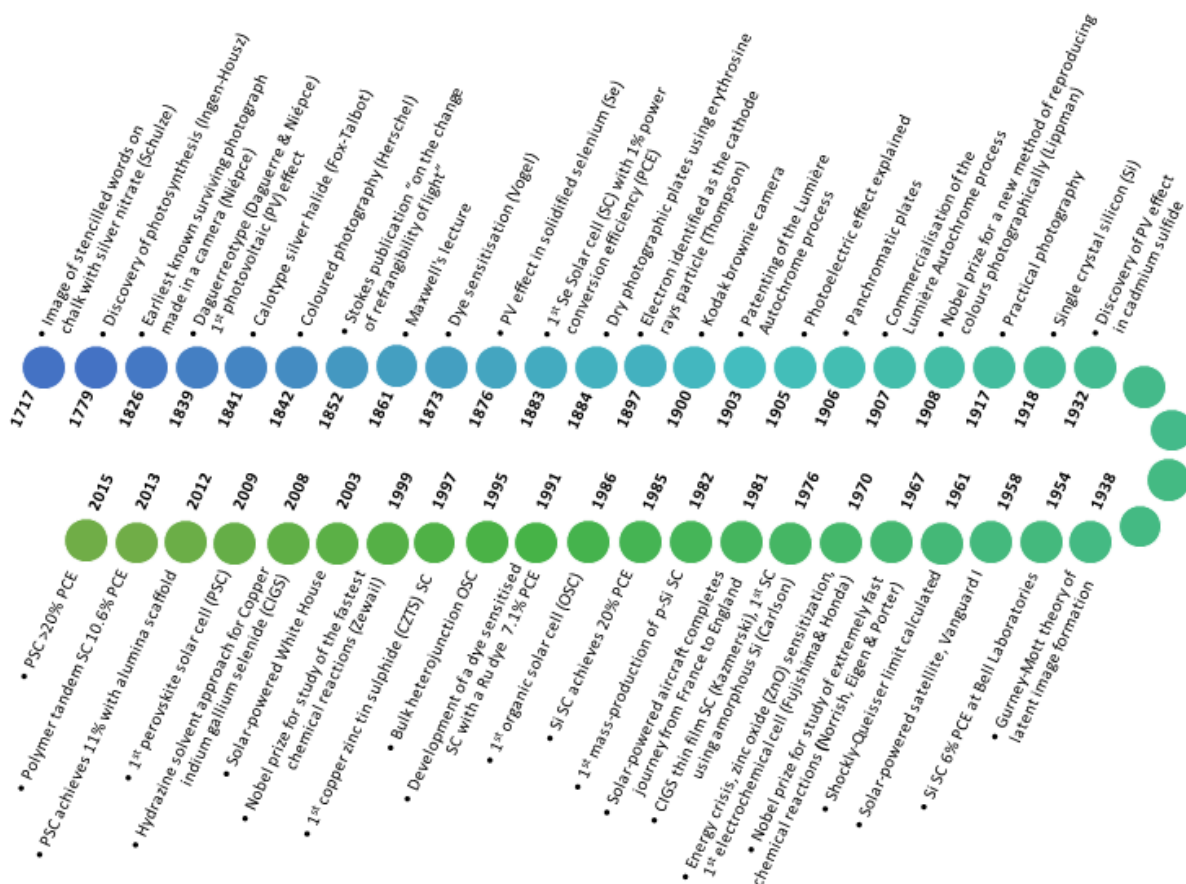 • Image of stencilled words on
chalk with silver nitrate (Schulze)
• Discovery of photosynthesis (Ingen-Housz)
• Earilest known surviving photograph
made in a camera (Niépce)
• Daguerreotype (Daguerre & Niépce)
1st photovoltaic (PV) effect
• Calotype silver halide (Fox-Talbot)
• Coloured photography (Herschel)
• Stokes publication "on the change
of refrangibility of light"
• Maxwell's lecture
• Dye sensitisation (Vogel)
• PV effect in solidified selenium (Se)
• 1st Se Solar cell (SC) with 1% power
conversion efficiency (PCE)
• Dry photographic plates using erythrosine
• Electron identified as the cathode
rays particle (Thompson)
• Kodak brownie camera
• Patenting of the Lumière
Autochrome process
• Photoelectric effect explained
• Panchromatic plates
• Commercialisation of the
Lumière Autochrome process
• Nobel prize for a new method of reproducing
colours photographically (Lippman)
• Practical photography
• Single crystal silicon (Si)
• Discovery of PV effect
in cadmium sulfide
1717
1779
1826
1839
1841
1842
1852
1861
1873
1876
1883
1884
1897
1900
1903
1905
1906
1907
1908
1917
1918
1932
2015
2013
2012
2009
2008
2003
1999
1997
1995
1991
1986
1985
1982
1981
1976
1970
1967
1961
1958
1954
1938
• PSC >20% PCE
• Polymer tandem SC 10.6% PCE
• PSC achieves 11% with alumina scaffold
• 1st perovskite solar cell (PSC)
• Hydrazine solvent approach for Copper
indium gallium selenide (CIGS)
• Solar-powered White House
• Nobel prize for study of the fastest
chemical reactions (Zewail)
• 1st copper zinc tin sulphide (CZTS) SC
• Bulk heterojunction OSC
• Development of a dye sensitised
SC with a Ru dye 7.1% PCE
• 1st organic solar cell (OSC)
• Si SC achieves 20% PCE
• 1st mass-production of p-Si SC
• Solar-powered aircraft completes
journey from France to England
• CIGS thin film SC (Kazmerski), 1st SC
using amorphous Si (Carlson)
• Energy crisis, zinc oxide (ZnO) sensitization,
1st electrochemical cell (Fujishima & Honda)
• Nobel prize for study of extremely fast
chemical reactions (Norrish, Eigen & Porter)
• Shockly-Queisser limit calculated
• Solar-powered satellite, Vanguard I
• Si SC 6% PCE at Bell Laboratories
• Gurney-Mott theory of
latent image formation